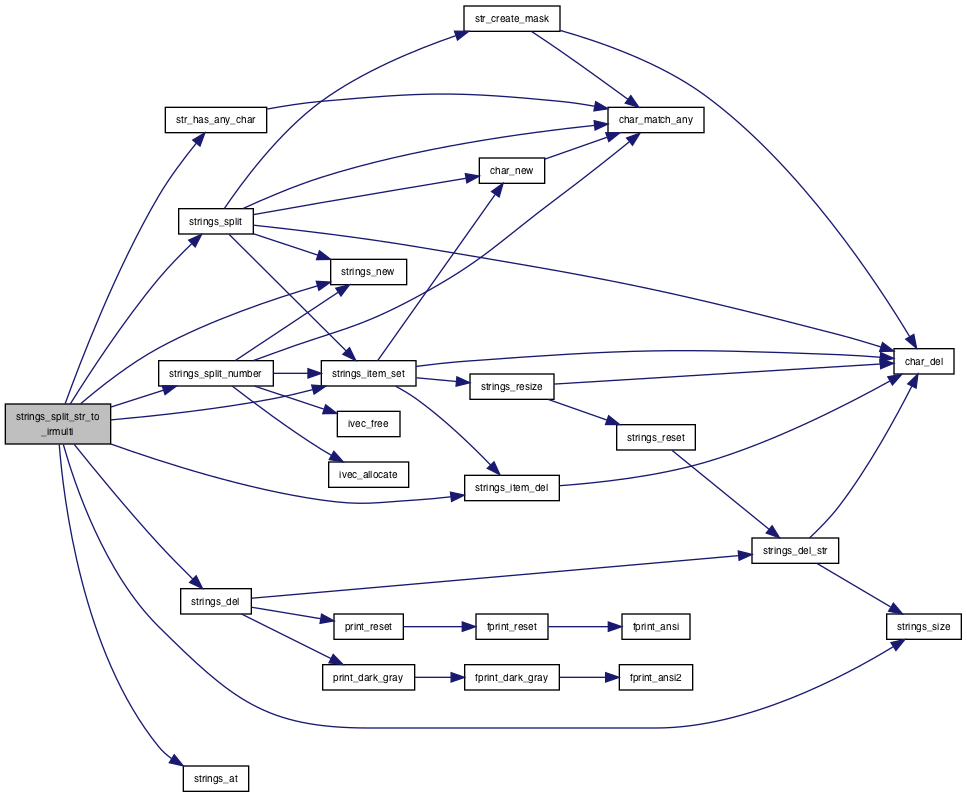 str_create_mask
str_has_any_char
char_match_any
char_new
strings_split
strings_new
char_del
strings_split_number
strings_item_set
strings_resize
strings_split_str_to
_irmulti
ivec_free
strings_reset
ivec_allocate
strings_item_del
strings_del_str
strings_del
print_reset
fprint_reset
fprint_ansi
strings_size
print_dark_gray
fprint_dark_gray
fprint_ansi2
strings_at